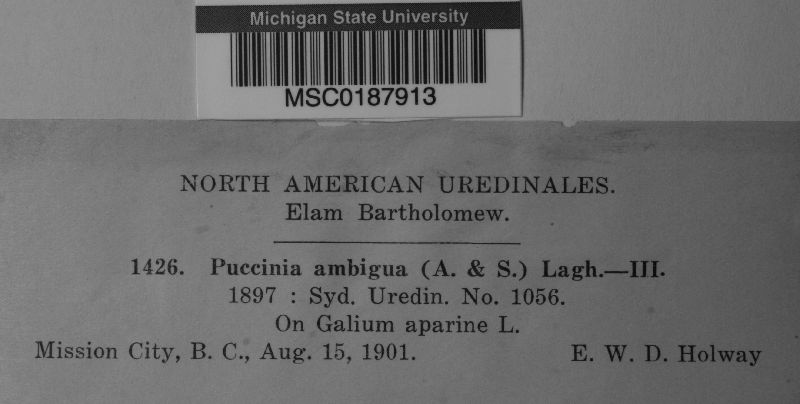 Michigan State University
MSC0187913
NORTH AMERICAN UREDINALES.
Elam Bartholomew.
1426. Puccinia ambigua (A. & S.) Lagh.—III.
1897 : Syd. Uredin. No. 1056.
On Galium aparine L.
Mission City, B. C., Aug. 15, 1901. E. W. D. Holway